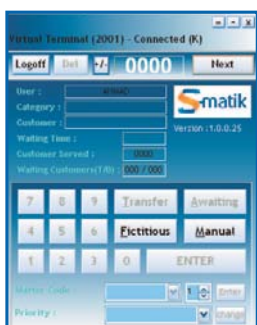 Virtual Terminal (2001) - Connected (K)
Logoff Del +/- 0000 Next
User :
Category :
Customer :
S-matik
Version :1.0.0.25
Waiting Time :
Customer Served : 0000
Waiting Customers(T/0) 000 / 000
7 8 9 Transfer Awaiting
4 5 6 Fictitious Manual
1 2 3 0 ENTER
Matter Code : 1 Enter
Priority : change